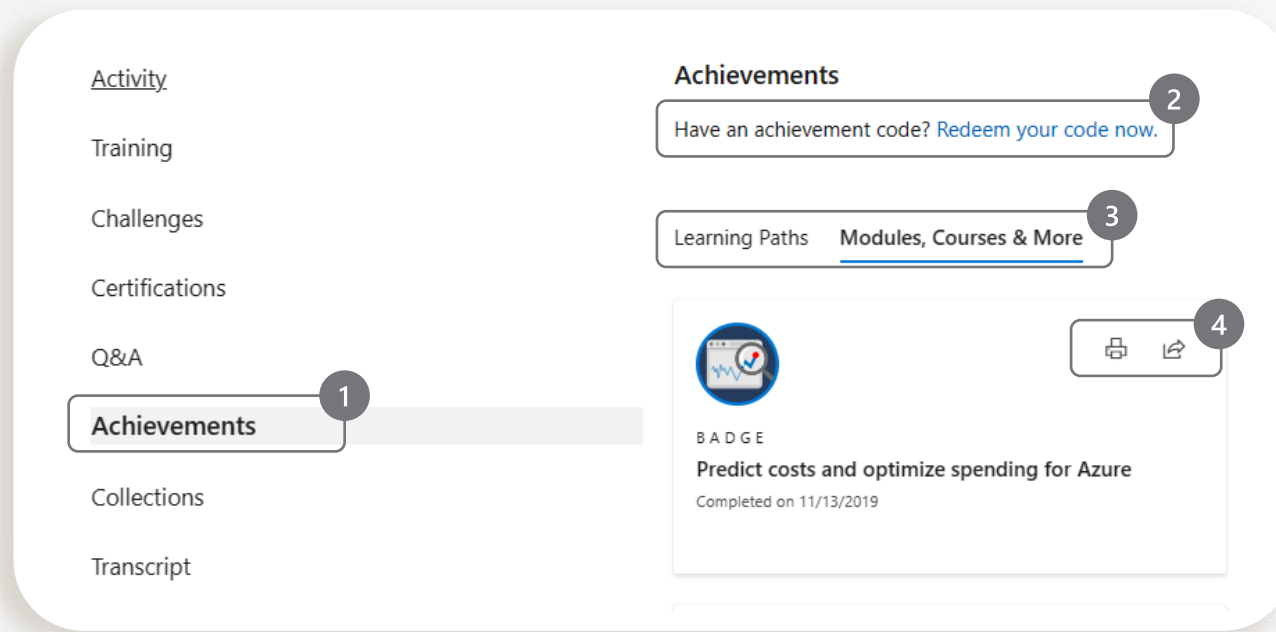 Activity
Training
Challenges
Certifications
Q&A
1
Achievements
Collections
Transcript
Achievements
2
Have an achievement code? Redeem your code now.
3
Learning Paths Modules, Courses & More
4
BADGE
Predict costs and optimize spending for Azure
Completed on 11/13/2019